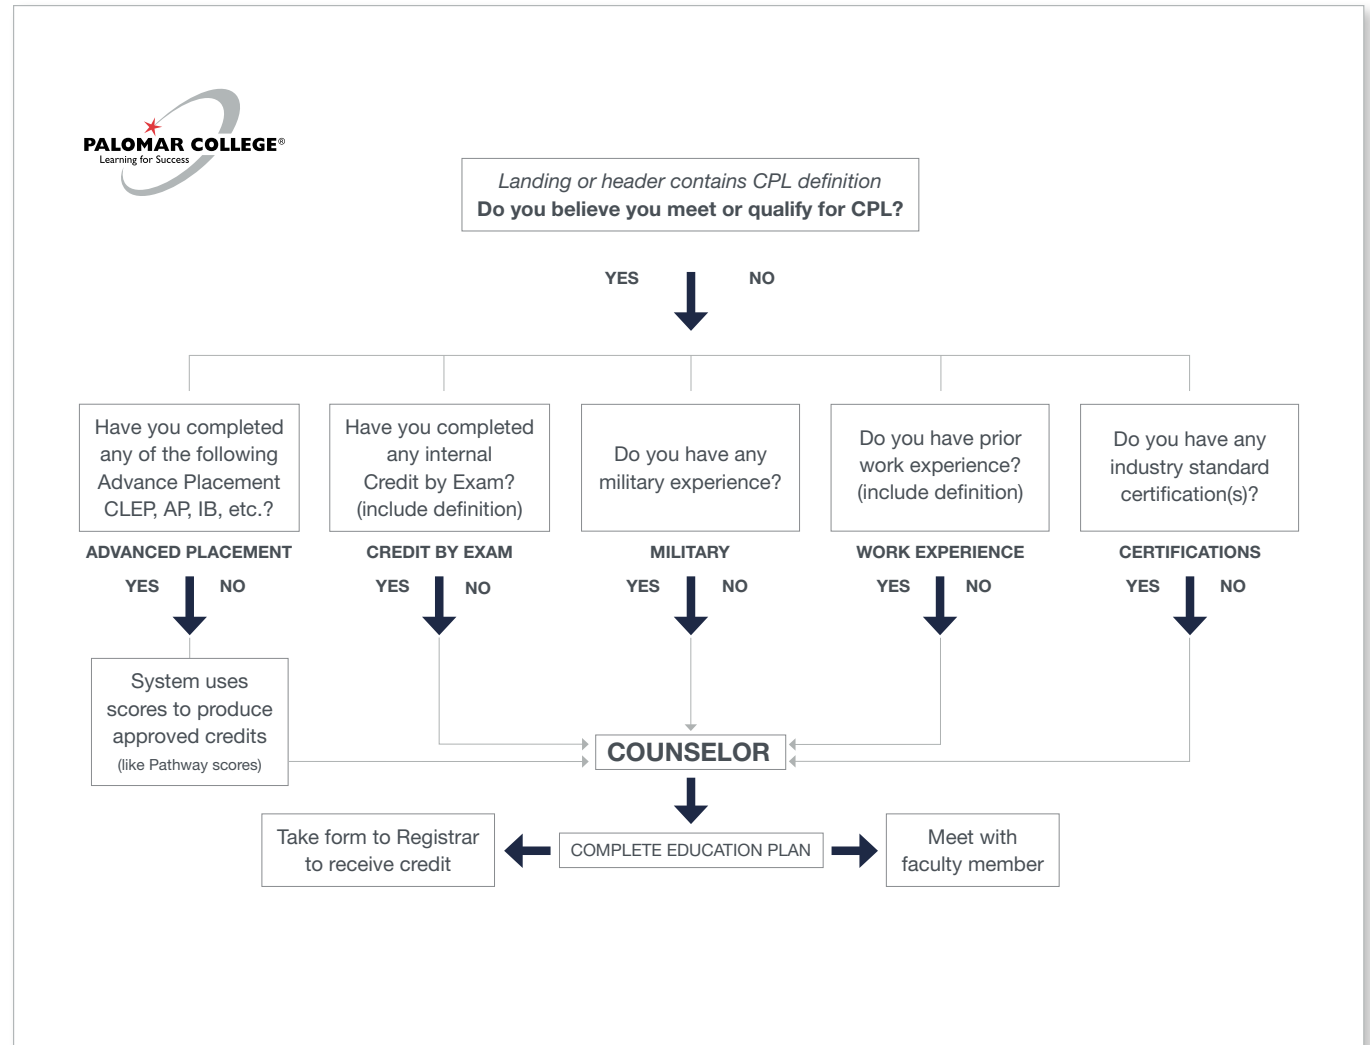 PALOMAR COLLEGE®
Learning for Success
Landing or header contains CPL definition
Do you believe you meet or qualify for CPL?
YES NO
Have you completed
any of the following
Advance Placement
CLEP, AP, IB, etc.?
ADVANCED PLACEMENT
YES NO
Have you completed
any internal
Credit by Exam?
(include definition)
CREDIT BY EXAM
YES NO
Do you have any
military experience?
MILITARY
YES NO
Do you have prior
work experience?
(include definition)
WORK EXPERIENCE
YES NO
Do you have any
industry standard
certification(s)?
CERTIFICATIONS
YES NO
System uses
scores to produce
approved credits
(like Pathway scores)
COUNSELOR
Take form to Registrar
to receive credit
COMPLETE EDUCATION PLAN
Meet with
faculty member